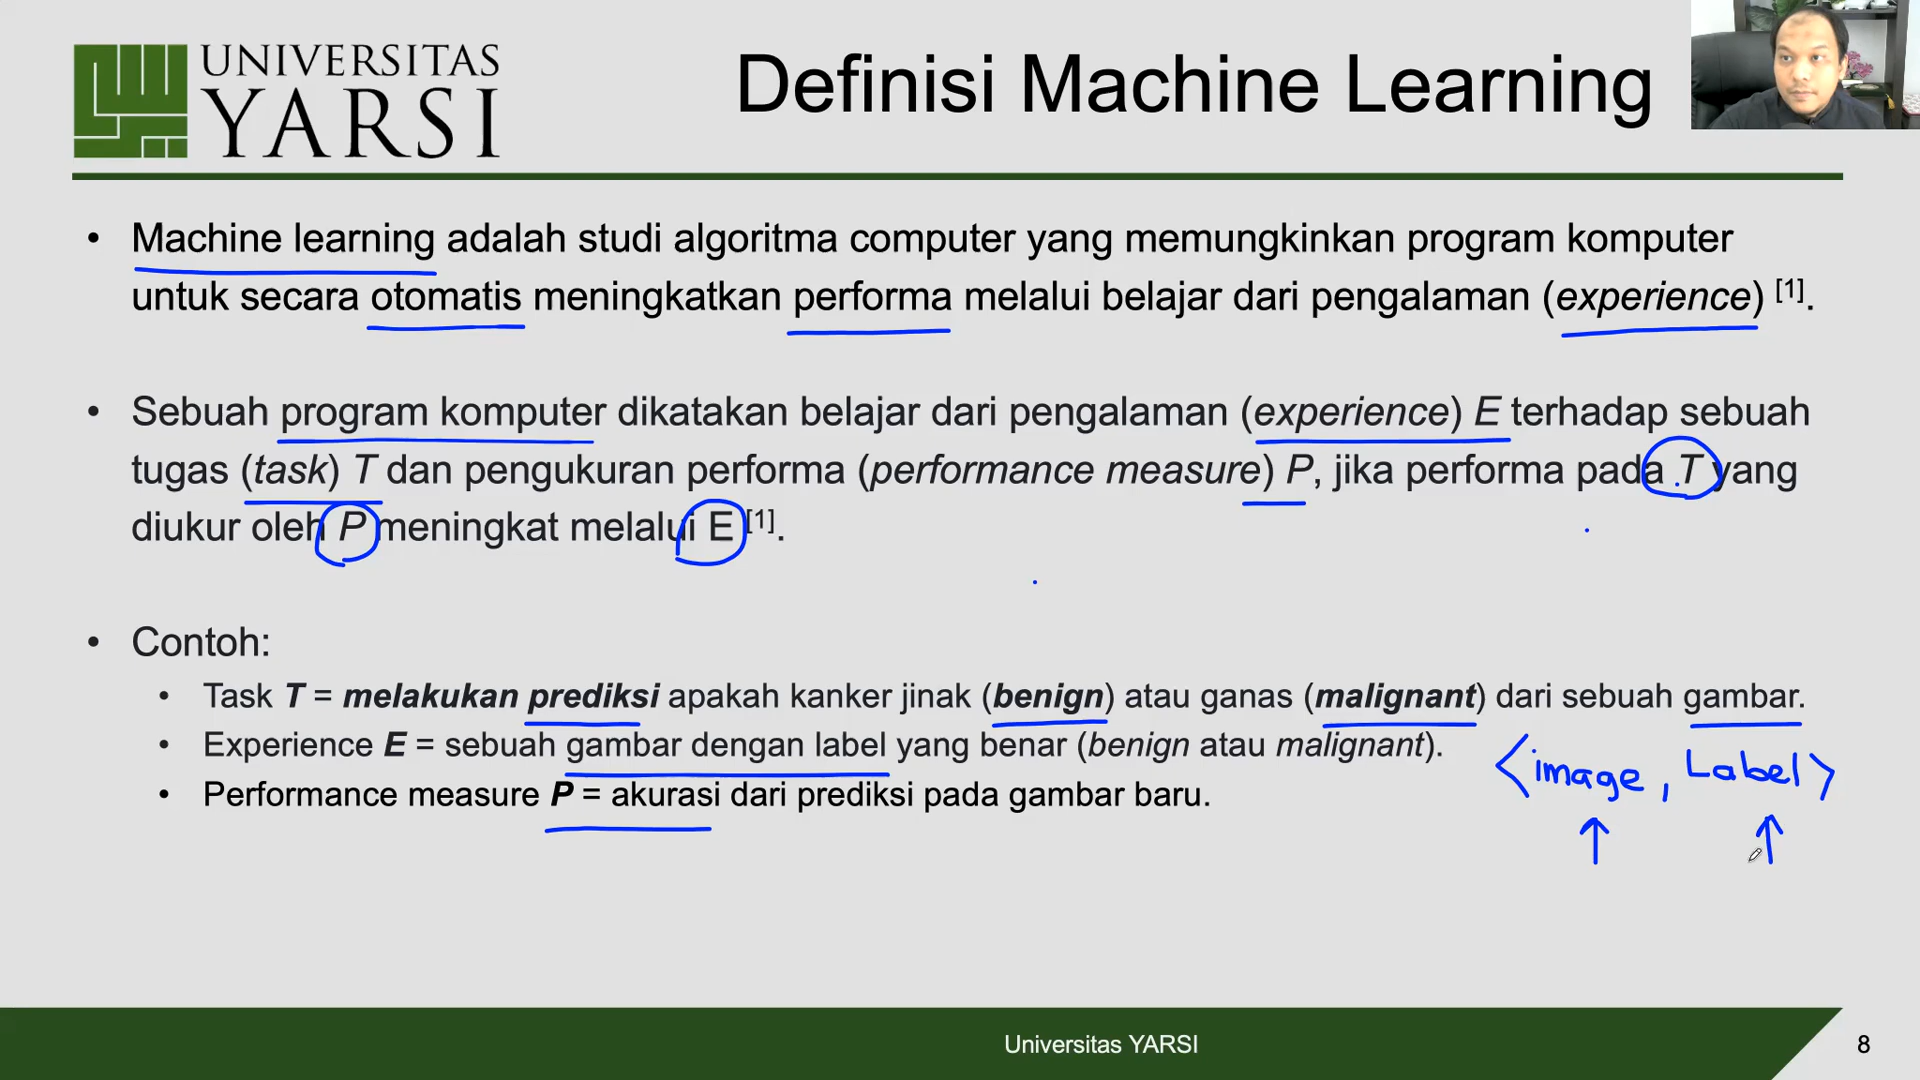 UNIVERSITAS
YARSI
Definisi Machine Learning
• Machine learning adalah studi algoritma computer yang memungkinkan program komputer
untuk secara otomatis meningkatkan performa melalui belajar dari pengalaman (experience) [1].
• Sebuah program komputer dikatakan belajar dari pengalaman (experience) E terhadap sebuah
tugas (task) T dan pengukuran performa (performance measure) P, jika performa pada T yang
diukur oleh P meningkat melalui E [1].
• Contoh:
• Task T = melakukan prediksi apakah kanker jinak (benign) atau ganas (malignant) dari sebuah gambar.
• Experience E = sebuah gambar dengan label yang benar (benign atau malignant).
<image, Label>
• Performance measure P = akurasi dari prediksi pada gambar baru.
Universitas YARSI
8